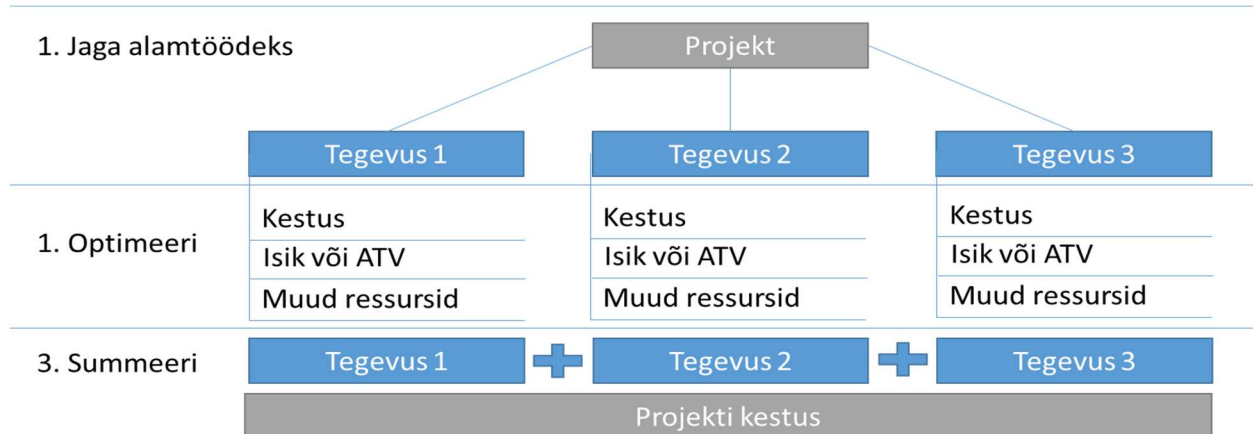 1. Jaga alamtöödeks
Projekt
Tegevus 1
Tegevus 2
Tegevus 3
1. Optimeeri
Kestus
Isik või ATV
Muud ressursid
Kestus
Isik või ATV
Muud ressursid
Kestus
Isik või ATV
Muud ressursid
3. Summeeri
Tegevus 1
Tegevus 2
Tegevus 3
Projekti kestus